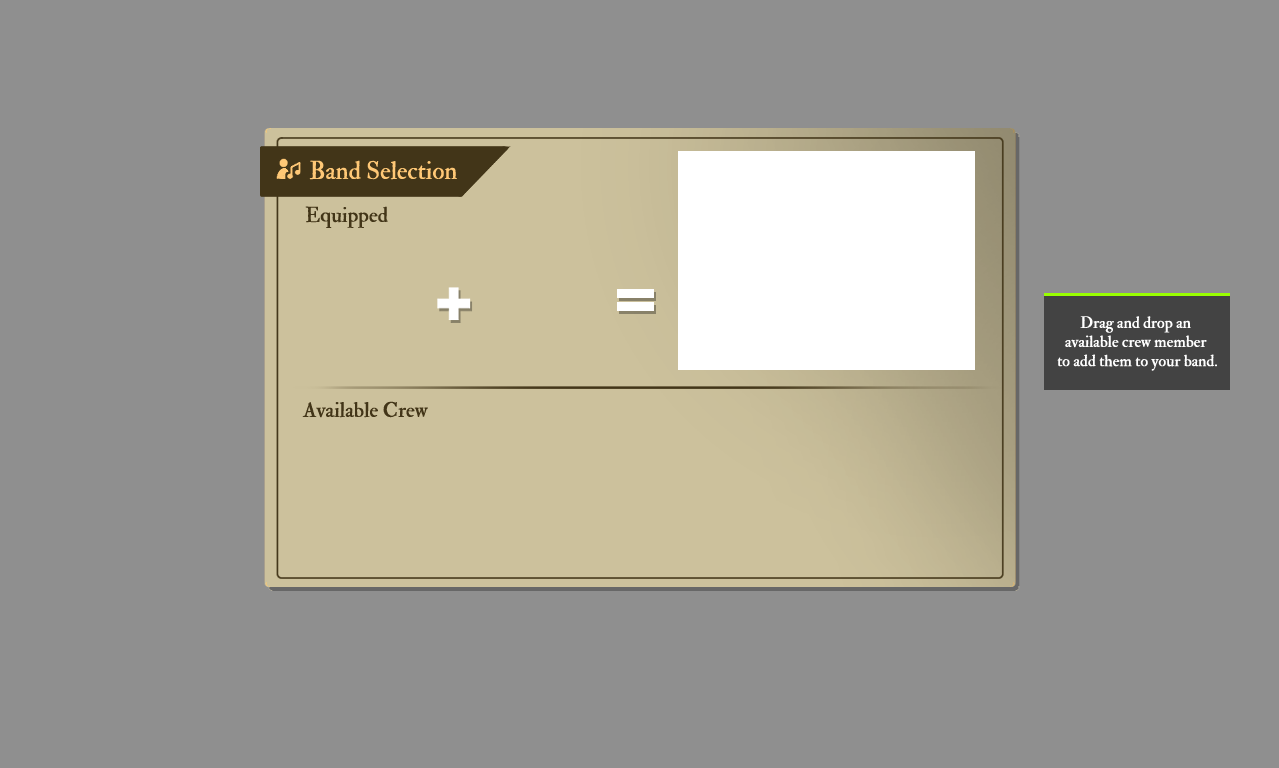 Band Selection
Equipped
Available Crew
Drag and drop an
available crew member
to add them to your band.